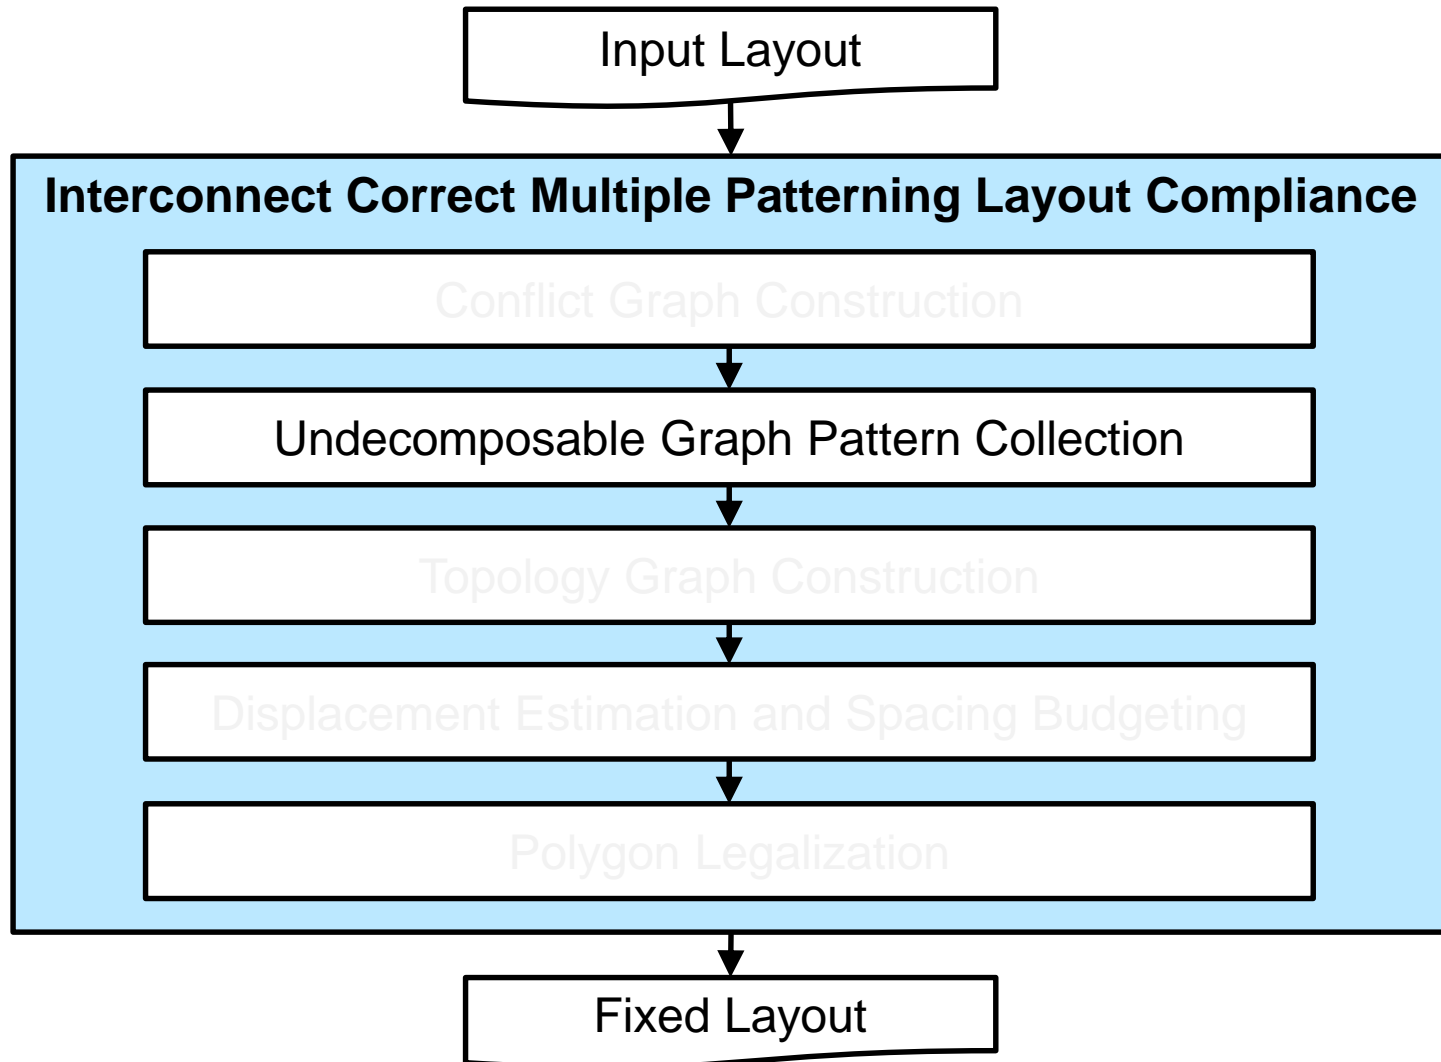 Input Layout
Interconnect Correct Multiple Patterning Layout Compliance
Conflict Graph Construction
Undecomposable Graph Pattern Collection
Topology Graph Construction
Displacement Estimation and Spacing Budgeting
Polygon Legalization
Fixed Layout